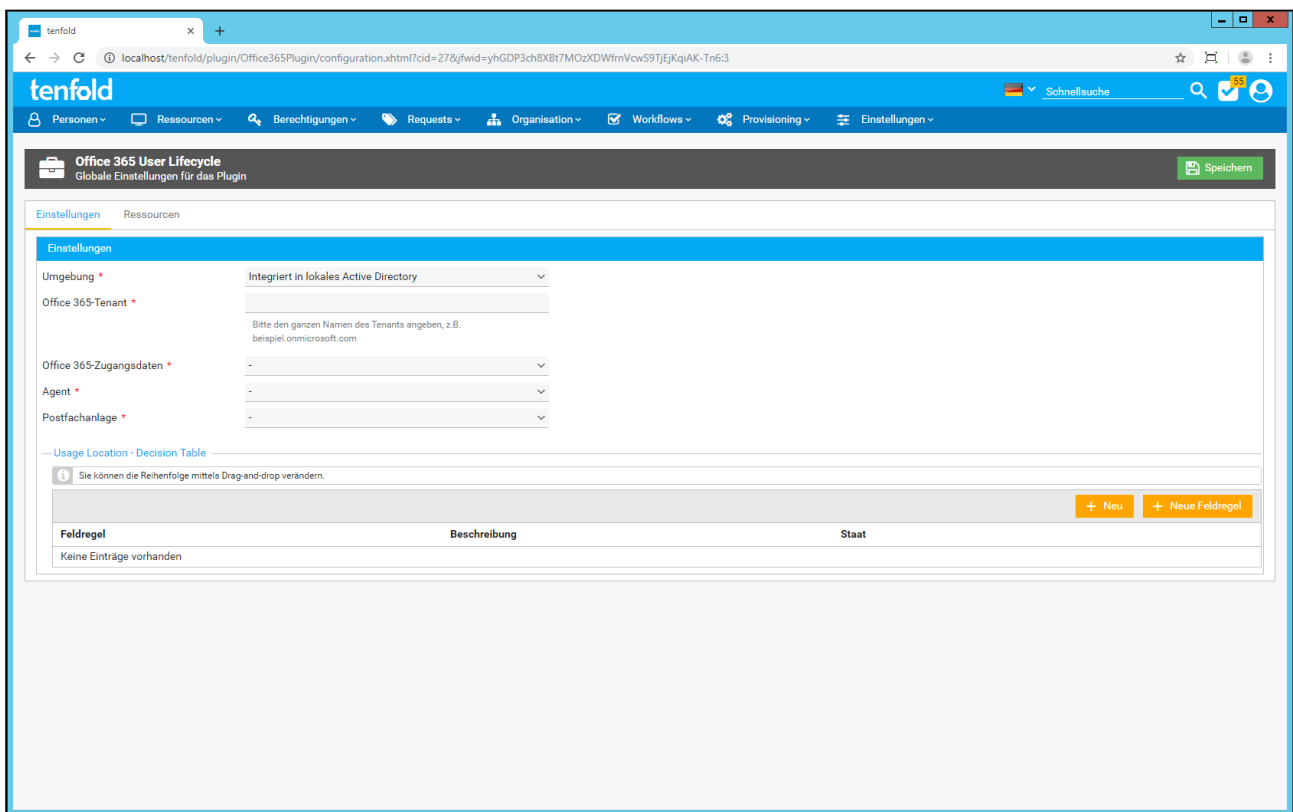 tenfold
localhost/tenfold/plugin/Office365Plugin/configuration.xhtml?cid=27&jfwid=yhGDP3ch8XBt7MOzXDWfrnVcwS9TjEjKqiAK-Tn6:3
tenfold
Schnellsuche
55
Personen Ressourcen Berechtigungen Requests Organisation Workflows Provisioning Einstellungen
Office 365 User Lifecycle
Globale Einstellungen für das Plugin
Speichern
Einstellungen Ressourcen
Einstellungen
Umgebung * Integriert in lokales Active Directory
Office 365-Tenant *
Bitte den ganzen Namen des Tenants angeben, z.B.
beispiel.onmicrosoft.com
Office 365-Zugangsdaten * -
Agent * -
Postfachanlage * -
Usage Location - Decision Table
Sie können die Reihenfolge mittels Drag-and-drop verändern.
+ Neu + Neue Feldregel
Feldregel Beschreibung Staat
Keine Einträge vorhanden